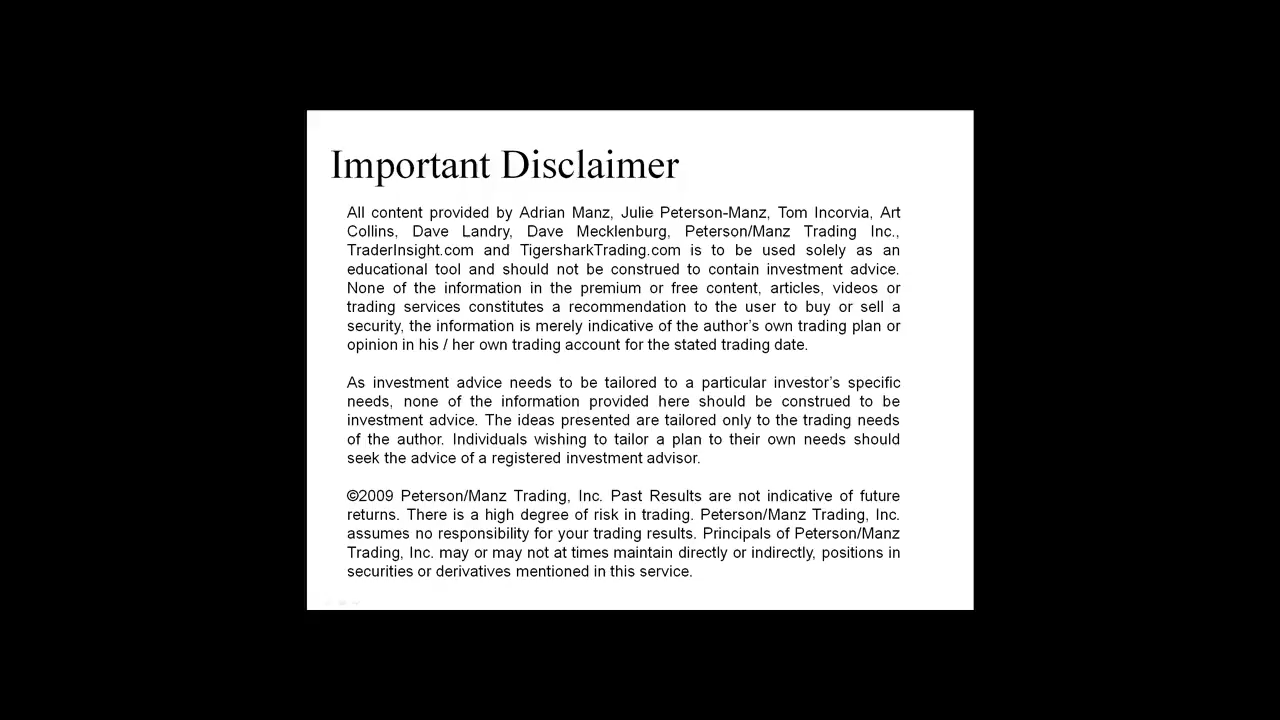 Important Disclaimer
All content provided by Adrian Manz, Julie Peterson-Manz, Tom Incorvia, Art
Collins, Dave Landry, Dave Mecklenburg, Peterson/Manz Trading Inc.,
TraderInsight.com and TigersharkTrading.com is to be used solely as an
educational tool and should not be construed to contain investment advice.
None of the information in the premium or free content, articles, videos or
trading services constitutes a recommendation to the user to buy or sell a
security, the information is merely indicative of the author’s own trading plan or
opinion in his / her own trading account for the stated trading date.
As investment advice needs to be tailored to a particular investor’s specific
needs, none of the information provided here should be construed to be
investment advice. The ideas presented are tailored only to the trading needs
of the author. Individuals wishing to tailor a plan to their own needs should
seek the advice of a registered investment advisor.
©2009 Peterson/Manz Trading, Inc. Past Results are not indicative of future
returns. There is a high degree of risk in trading. Peterson/Manz Trading, Inc.
assumes no responsibility for your trading results. Principals of Peterson/Manz
Trading, Inc. may or may not at times maintain directly or indirectly, positions in
securities or derivatives mentioned in this service.